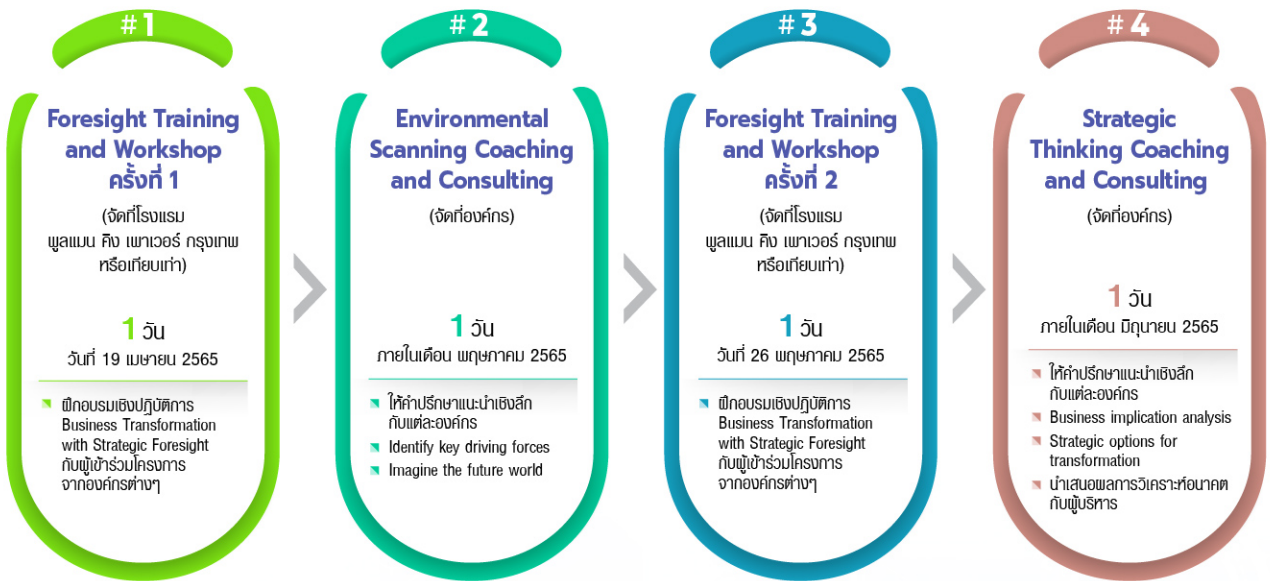 #1
Foresight Training
and Workshop
ครั้งที่ 1
(จัดที่โรงแรม
พูลแมน คิง เพาเวอร์ กรุงเทพ
หรือเทียบเท่า)
1 วัน
วันที่ 19 เมษายน 2565
ฝึกอบรมเชิงปฏิบัติการ
Business Transformation
with Strategic Foresight
กับผู้เข้าร่วมโครงการ
จากองค์กรต่างๆ
#2
Environmental
Scanning Coaching
and Consulting
(จัดที่องค์กร)
1 วัน
ภายในเดือน พฤษภาคม 2565
ให้คำปรึกษาแนะนำเชิงลึก
กับแต่ละองค์กร
Identify key driving forces
Imagine the future world
#3
Foresight Training
and Workshop
ครั้งที่ 2
(จัดที่โรงแรม
พูลแมน คิง เพาเวอร์ กรุงเทพ
หรือเทียบเท่า)
1 วัน
วันที่ 26 พฤษภาคม 2565
ฝึกอบรมเชิงปฏิบัติการ
Business Transformation
with Strategic Foresight
กับผู้เข้าร่วมโครงการ
จากองค์กรต่างๆ
#4
Strategic
Thinking Coaching
and Consulting
(จัดที่องค์กร)
1 วัน
ภายในเดือน มิถุนายน 2565
ให้คำปรึกษาแนะนำเชิงลึก
กับแต่ละองค์กร
Business implication analysis
Strategic options for
transformation
นำเสนอผลการวิเคราะห์อนาคต
กับผู้บริหาร